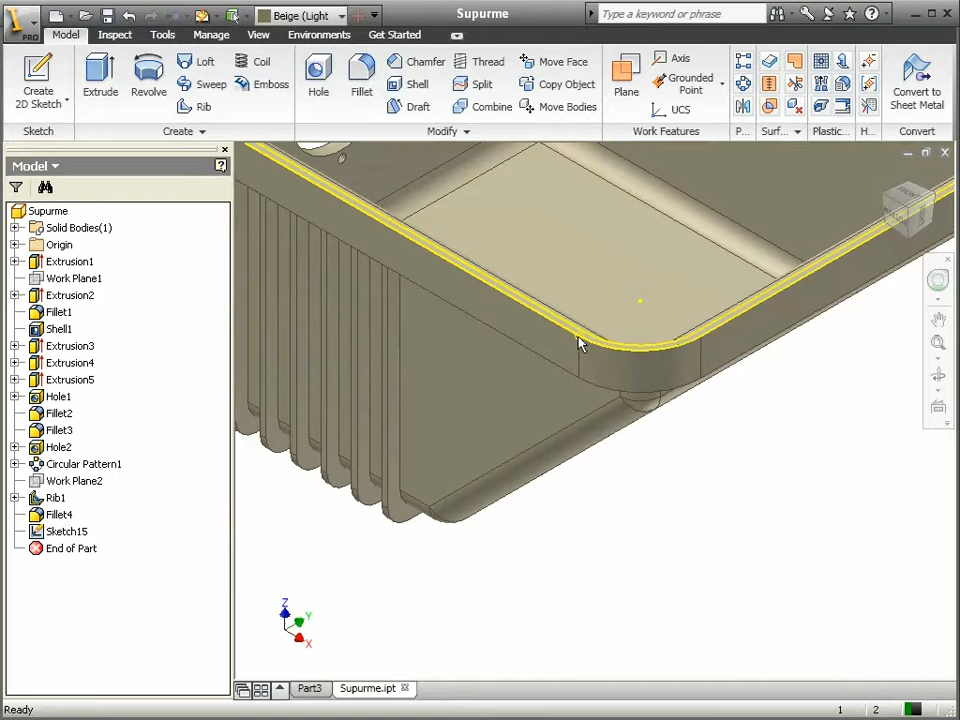 Beige (Light
Supurme
Type a keyword or phrase
PRO
Model Inspect Tools Manage View Environments Get Started
Create
2D Sketch
Extrude
Revolve
Loft
Sweep
Rib
Coil
Emboss
Hole
Fillet
Chamfer
Shell
Draft
Thread
Split
Combine
Move Face
Copy Object
Move Bodies
Plane
Axis
Grounded
Point
UCS
Convert to
Sheet Metal
Sketch
Create
Modify
Work Features
P...
Surf...
Plastic...
H...
Convert
Model
Supurme
Solid Bodies(1)
Origin
Extrusion1
Work Plane1
Extrusion2
Fillet1
Shell1
Extrusion3
Extrusion4
Extrusion5
Hole1
Fillet2
Fillet3
Hole2
Circular Pattern1
Work Plane2
Rib1
Fillet4
Sketch15
End of Part
Z
Y
X
Part3
Supurme.ipt
Ready
1 2